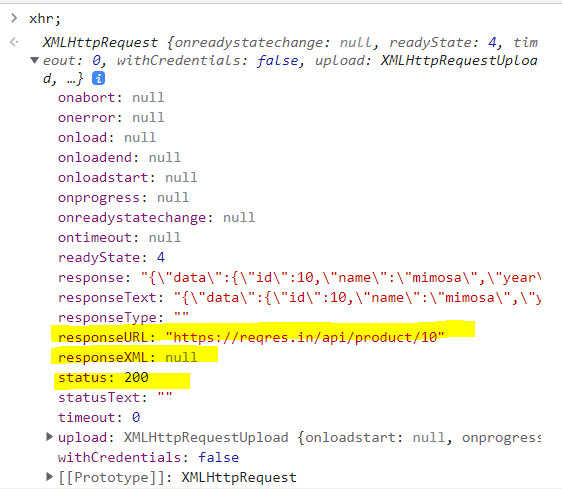 xhr;
XMLHttpRequest {onreadystatechange: null, readyState: 4, tim
eout: 0, withCredentials: false, upload: XMLHttpRequestUploa
d, …} i
onabort: null
onerror: null
onload: null
onloadend: null
onloadstart: null
onprogress: null
onreadystatechange: null
ontimeout: null
readyState: 4
response: "{\"data\":{\"id\":10,\"name\":\"mimosa\",\"year\
responseText: "{\"data\":{\"id\":10,\"name\":\"mimosa\",\"y
responseType: ""
responseURL: "https://reqres.in/api/product/10"
responseXML: null
status: 200
statusText: ""
timeout: 0
upload: XMLHttpRequestUpload {onloadstart: null, onprogress
withCredentials: false
[[Prototype]]: XMLHttpRequest